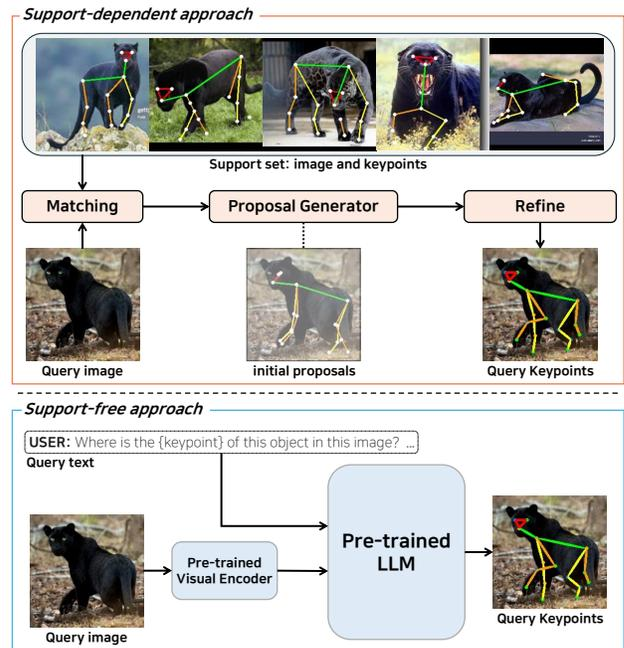 Support-dependent approach
Support set: image and keypoints
Matching
Proposal Generator
Refine
Query image
initial proposals
Query Keypoints
Support-free approach
USER: Where is the {keypoint} of this object in this image? ...
Query text
Pre-trained
Visual Encoder
Pre-trained
LLM
Query image
Query Keypoints